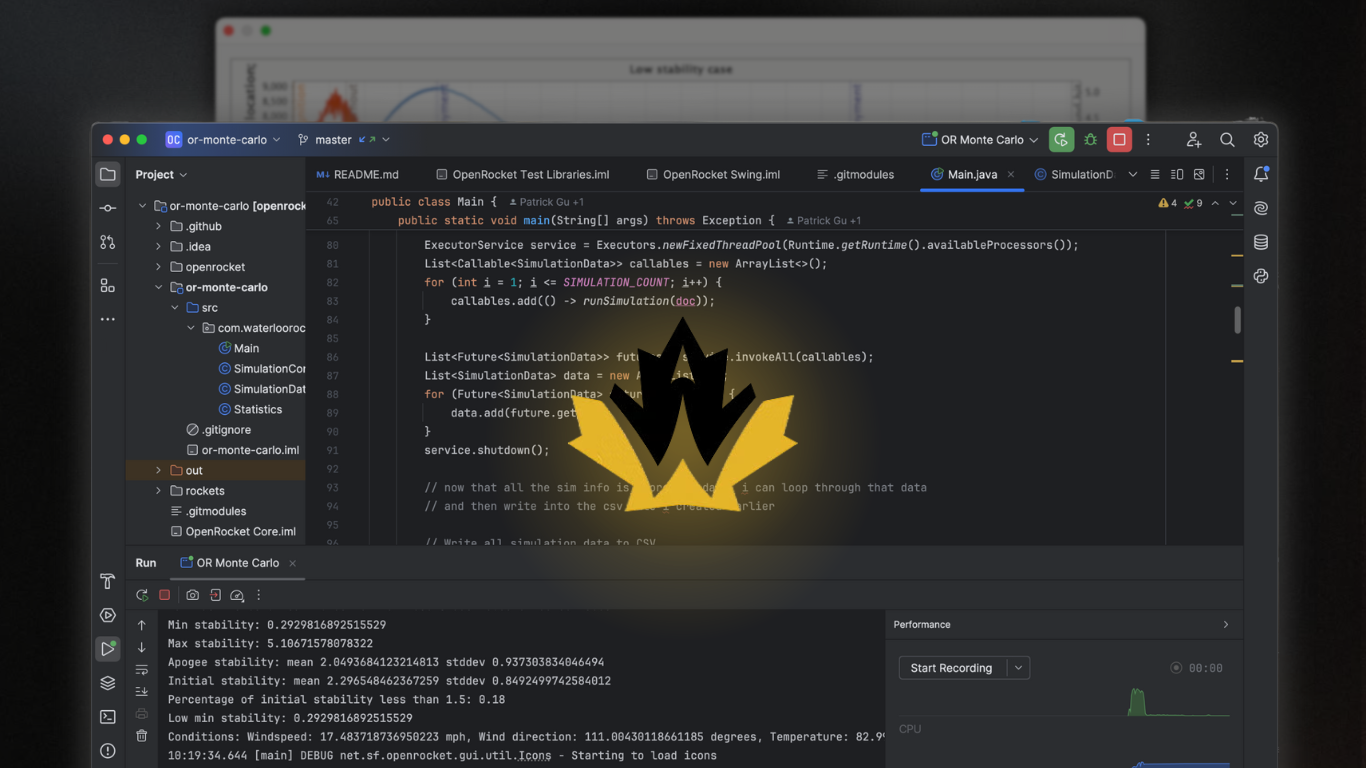 Low stability case
9,000
8,500
5.0
OC or-monte-carlo
master
OR Monte Carlo
Project
README.md
OpenRocket Test Libraries.iml
OpenRocket Swing.iml
.gitmodules
Main.java
SimulationD
or-monte-carlo [openrock
.github
.idea
openrocket
or-monte-carlo
src
com.waterlooroc
Main
SimulationCor
SimulationDat
Statistics
.gitignore
or-monte-carlo.iml
out
rockets
.gitmodules
OpenRocket Core.iml
42 public class Main { Patrick Gu +1
65 public static void main(String[] args) throws Exception { Patrick Gu +1
4 9
80 ExecutorService service = Executors.newFixedThreadPool(Runtime.getRuntime().availableProcessors());
81 List<Callable<SimulationData>> callables = new ArrayList<>();
82 for (int i = 1; i <= SIMULATION_COUNT; i++) {
83 callables.add(() -> runSimulation(doc));
84 }
85
86 List<Future<SimulationData>> .invokeAll(callables);
87 List<SimulationData> data = new
88 for (Future<SimulationData> {
89 data.add(future.get
90 }
91 service.shutdown();
92
93 // now that all the sim info is i can loop through that data
94 // and then write into the csv
95
96 // Write all simulation data to CSV
Run
OR Monte Carlo
Min stability: 0.2929816892515529
Max stability: 5.10671578078322
Apogee stability: mean 2.0493684123214813 stddev 0.937303834046494
Initial stability: mean 2.296548462367259 stddev 0.8492499742584012
Percentage of initial stability less than 1.5: 0.18
Low min stability: 0.2929816892515529
Conditions: Windspeed: 17.483718736950223 mph, Wind direction: 111.00430118661185 degrees, Temperature: 82.9
10:19:34.644 [main] DEBUG net.sf.openrocket.gui.util.Icons - Starting to load icons
Performance
Start Recording
00:00
CPU